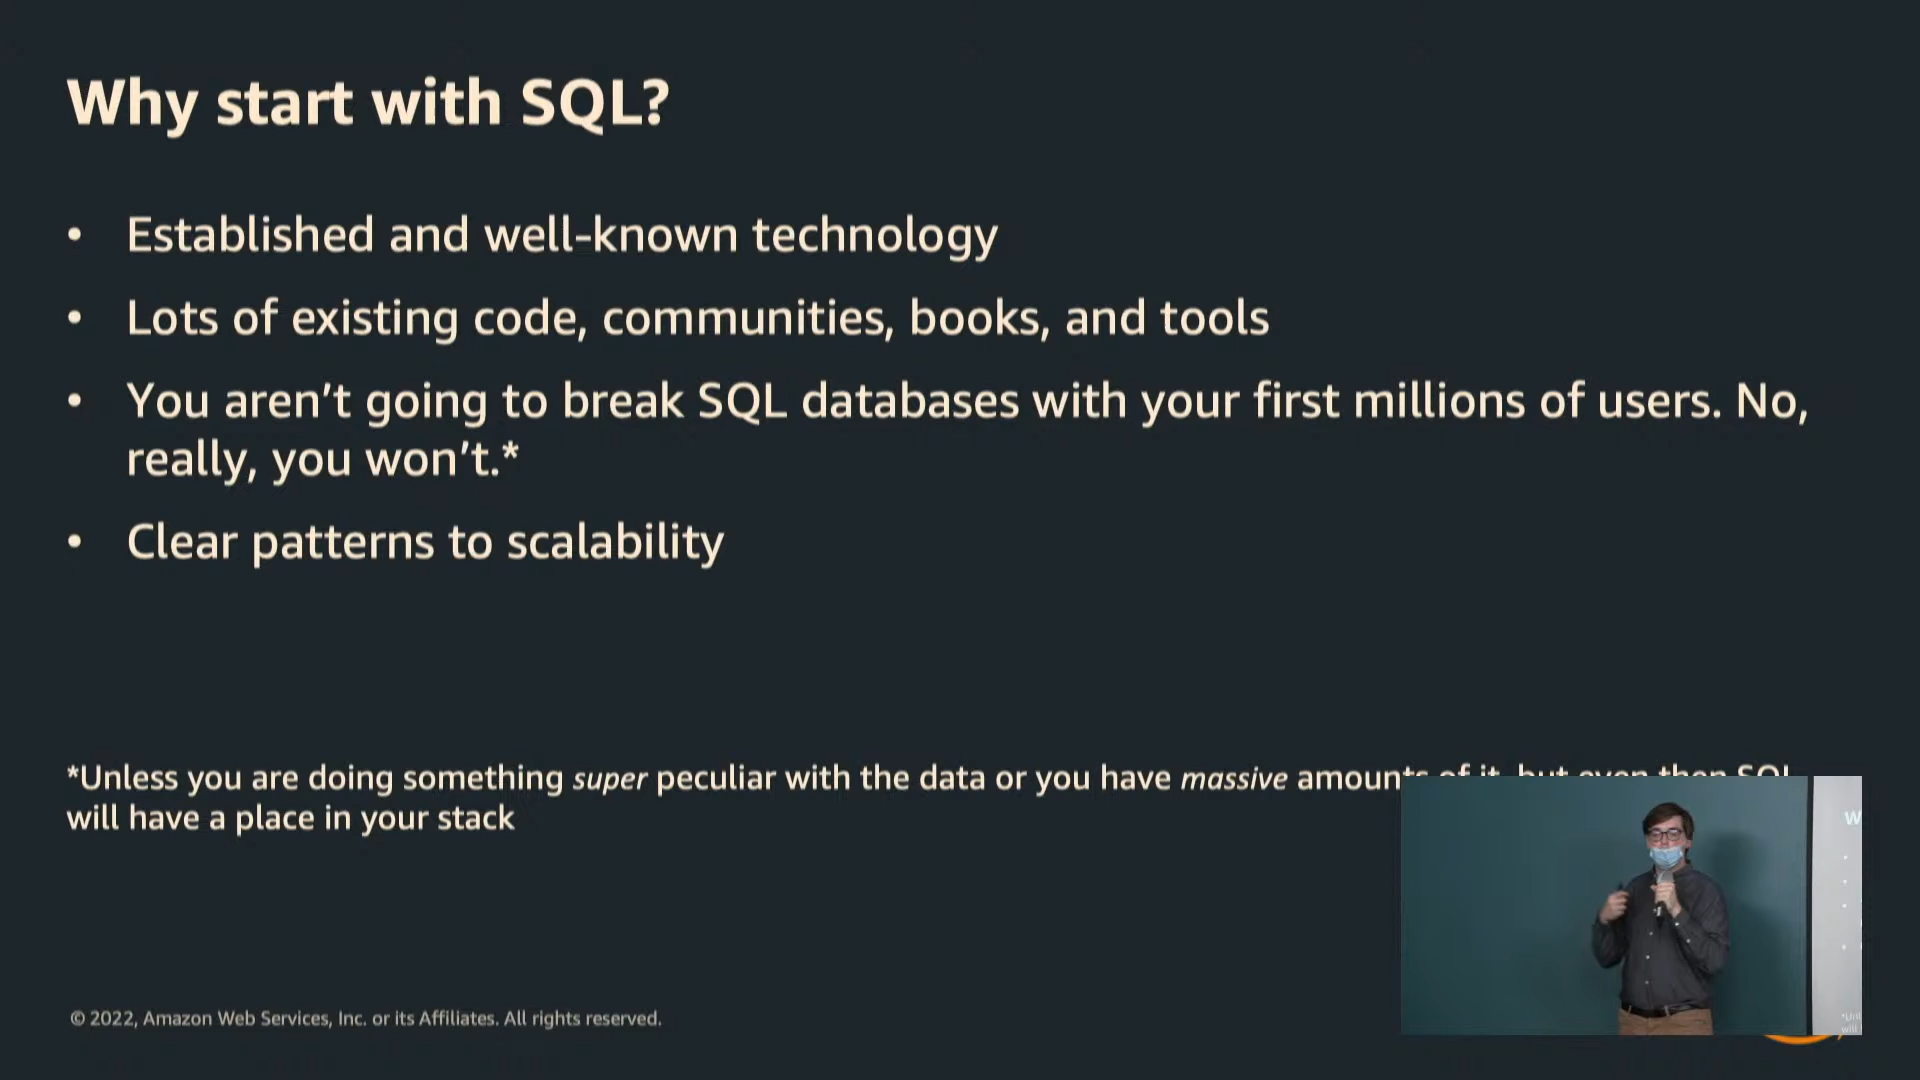 Why start with SQL?
• Established and well-known technology
• Lots of existing code, communities, books, and tools
• You aren’t going to break SQL databases with your first millions of users. No,
really, you won’t.*
• Clear patterns to scalability
*Unless you are doing something super peculiar with the data or you have massive amounts of it, but even then SQL
will have a place in your stack
© 2022, Amazon Web Services, Inc. or its Affiliates. All rights reserved.